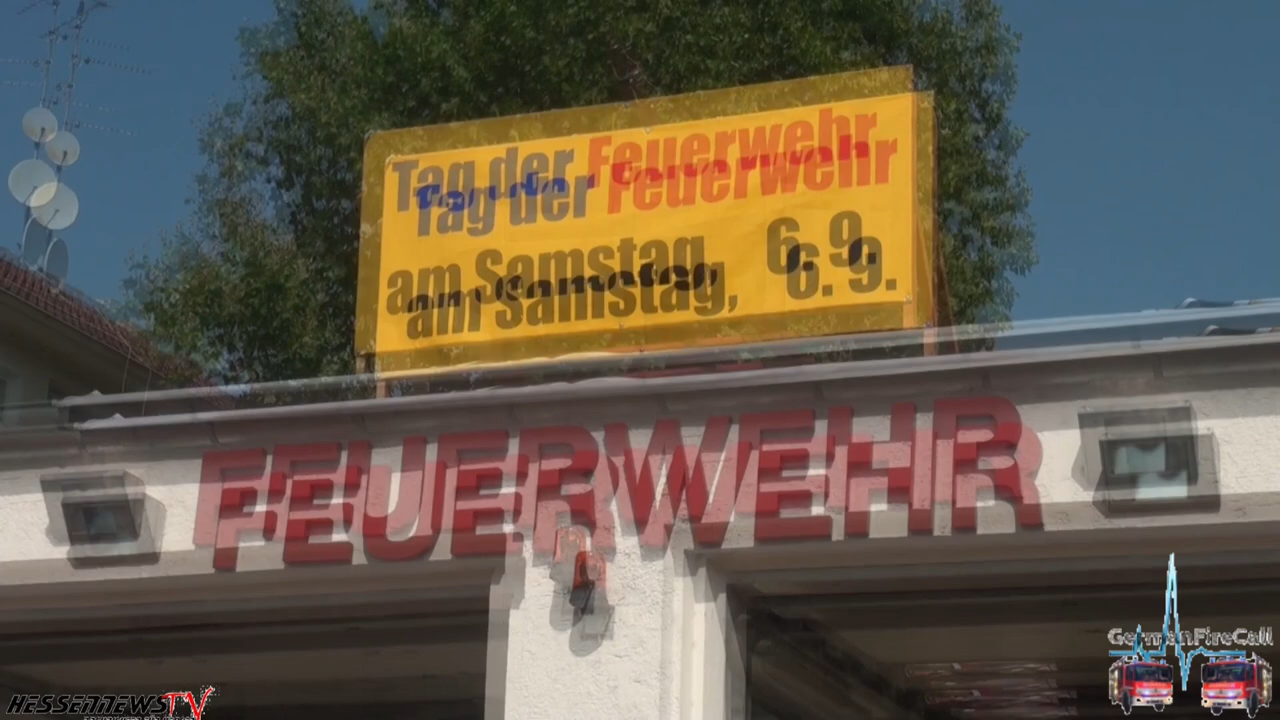 Tag der Feuerwehr
am Samstag, 6. 9.
FEUERWEHR
GermanFireCall
HESSENNEWS TV